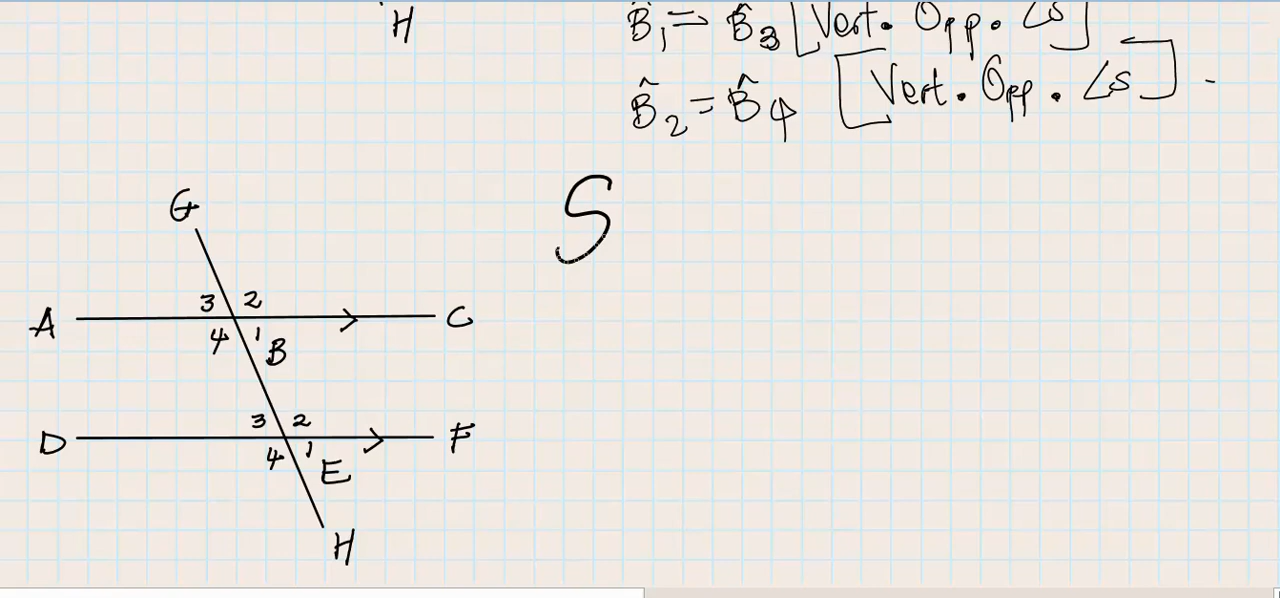 H
B̂₁ = B̂₃ [Vert. Opp. ∠s]
B̂₂ = B̂₄ [Vert. Opp. ∠s]
S
G
3 2
A C
4 1
B
3 2
D F
4 1
E
H